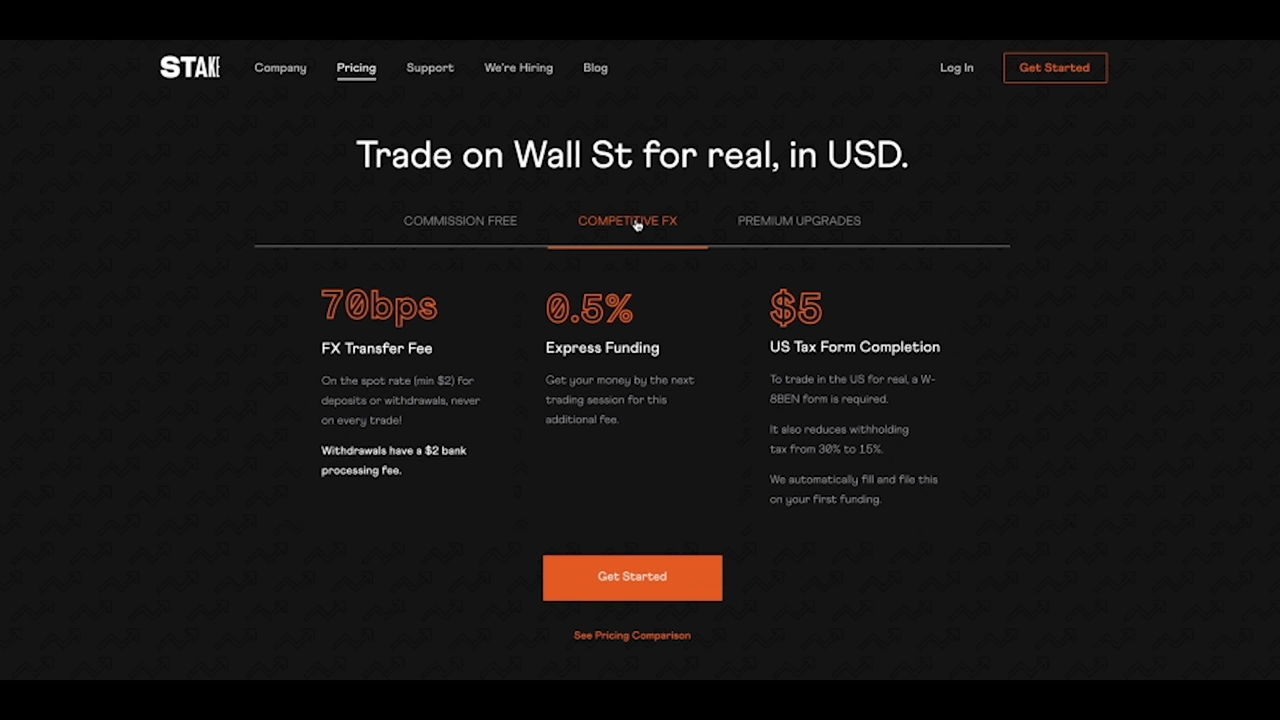 STAKE
Company
Pricing
Support
We're Hiring
Blog
Log In
Get Started
Trade on Wall St for real, in USD.
COMMISSION FREE
COMPETITIVE FX
PREMIUM UPGRADES
70bps
FX Transfer Fee
On the spot rate (min $2) for
deposits or withdrawals, never
on every trade!
Withdrawals have a $2 bank
processing fee.
0.5%
Express Funding
Get your money by the next
trading session for this
additional fee.
$5
US Tax Form Completion
To trade in the US for real, a W-
8BEN form is required.
It also reduces withholding
tax from 30% to 15%.
We automatically fill and file this
on your first funding.
Get Started
See Pricing Comparison